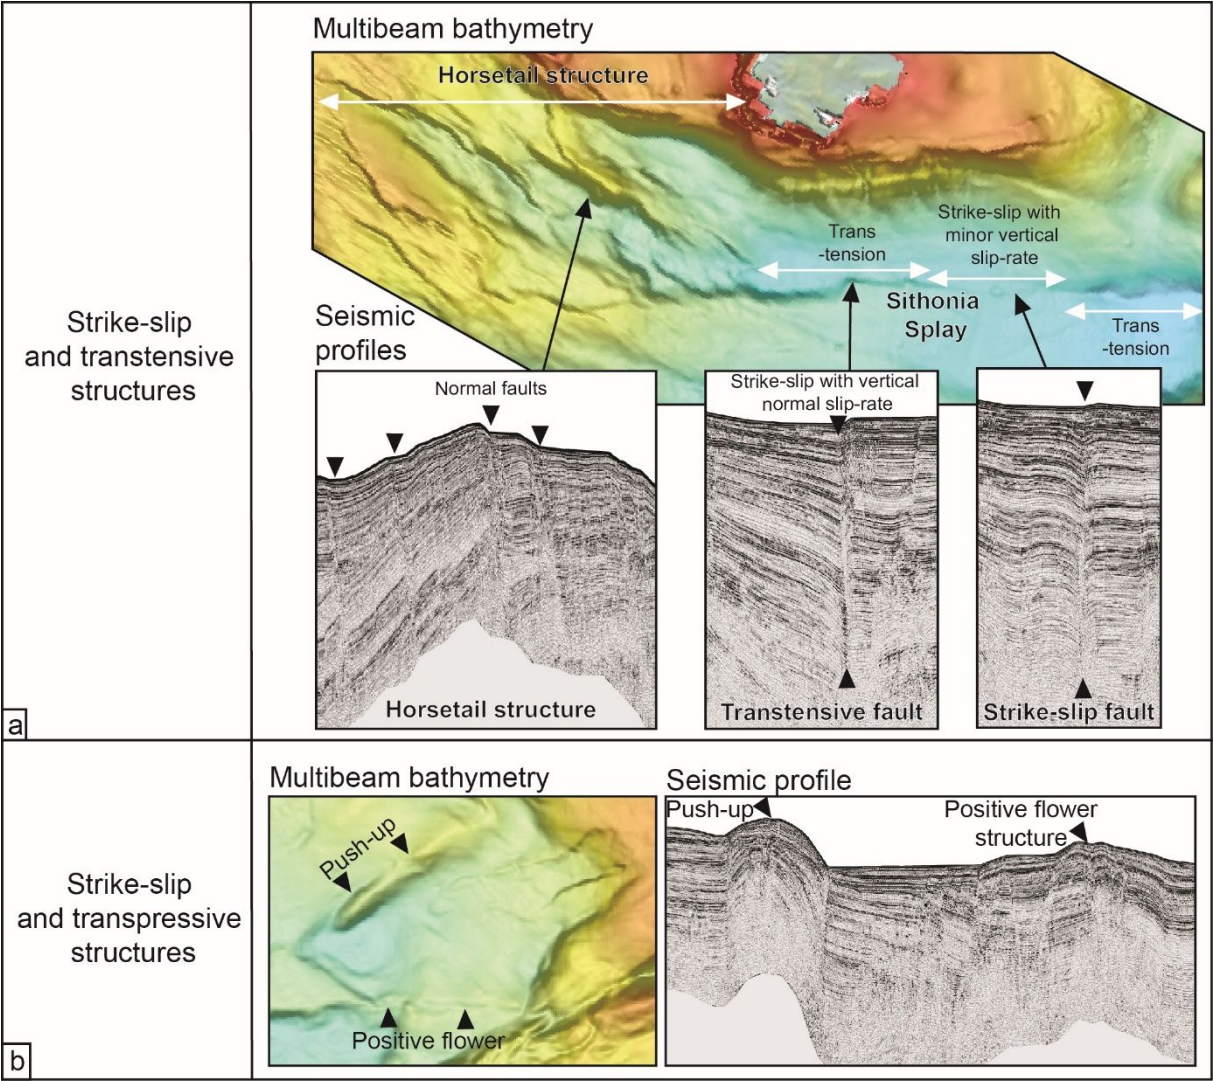 Strike-slip
and transtensive
structures
a
Multibeam bathymetry
Horsetail structure
Trans
-tension
Strike-slip with
minor vertical
slip-rate
Sithonia
Splay
Trans
-tension
Seismic
profiles
Normal faults
Horsetail structure
Strike-slip with vertical
normal slip-rate
Transtensive fault
Strike-slip fault
Strike-slip
and transpressive
structures
b
Multibeam bathymetry
Push-up
Positive flower
Seismic profile
Push-up
Positive flower
structure